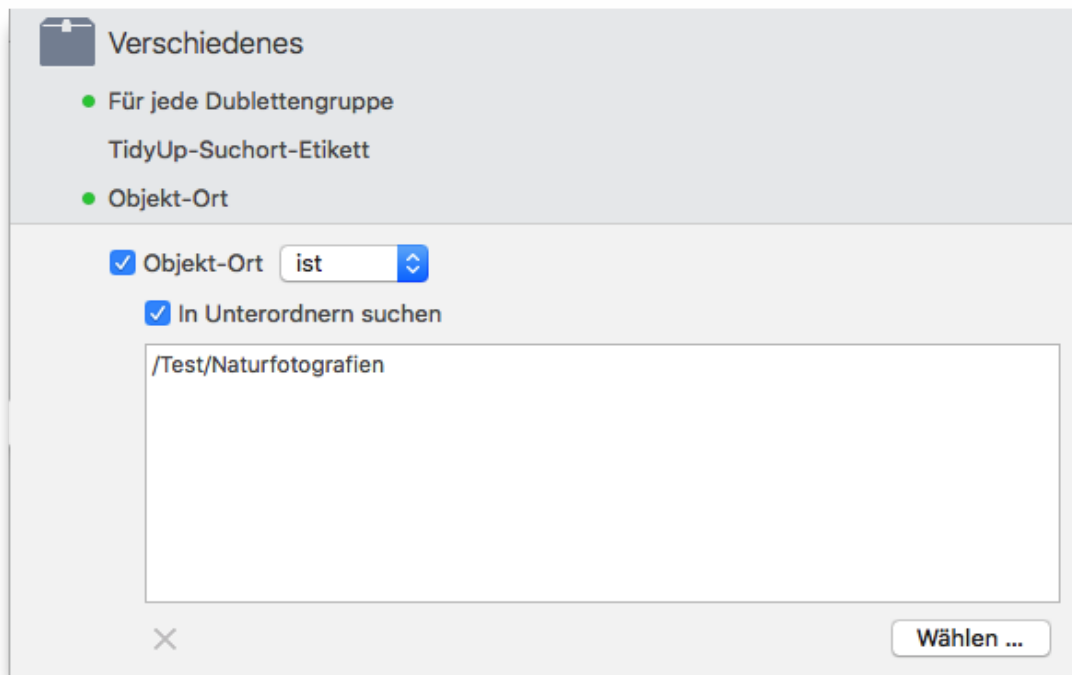 Verschiedenes
Für jede Dublettengruppe
TidyUp-Suchort-Etikett
Objekt-Ort
Objekt-Ort ist
In Unterordnern suchen
/Test/Naturfotografien
Wählen ...